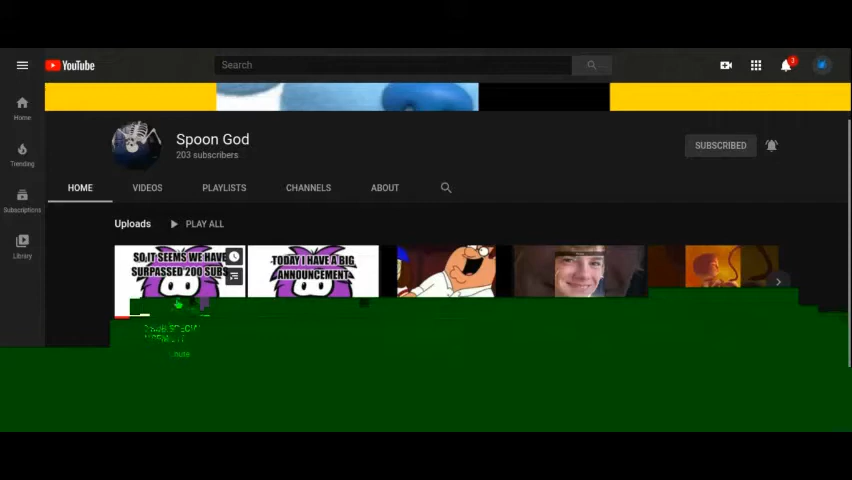 YouTube
Search
2
Home
Trending
Subscriptions
Library
Spoon God
203 subscribers
SUBSCRIBED
HOME VIDEOS PLAYLISTS CHANNELS ABOUT
Uploads PLAY ALL
SO IT SEEMS WE HAVE
SURPASSED 200 SUBS
TODAY I HAVE A BIG
ANNOUNCEMENT